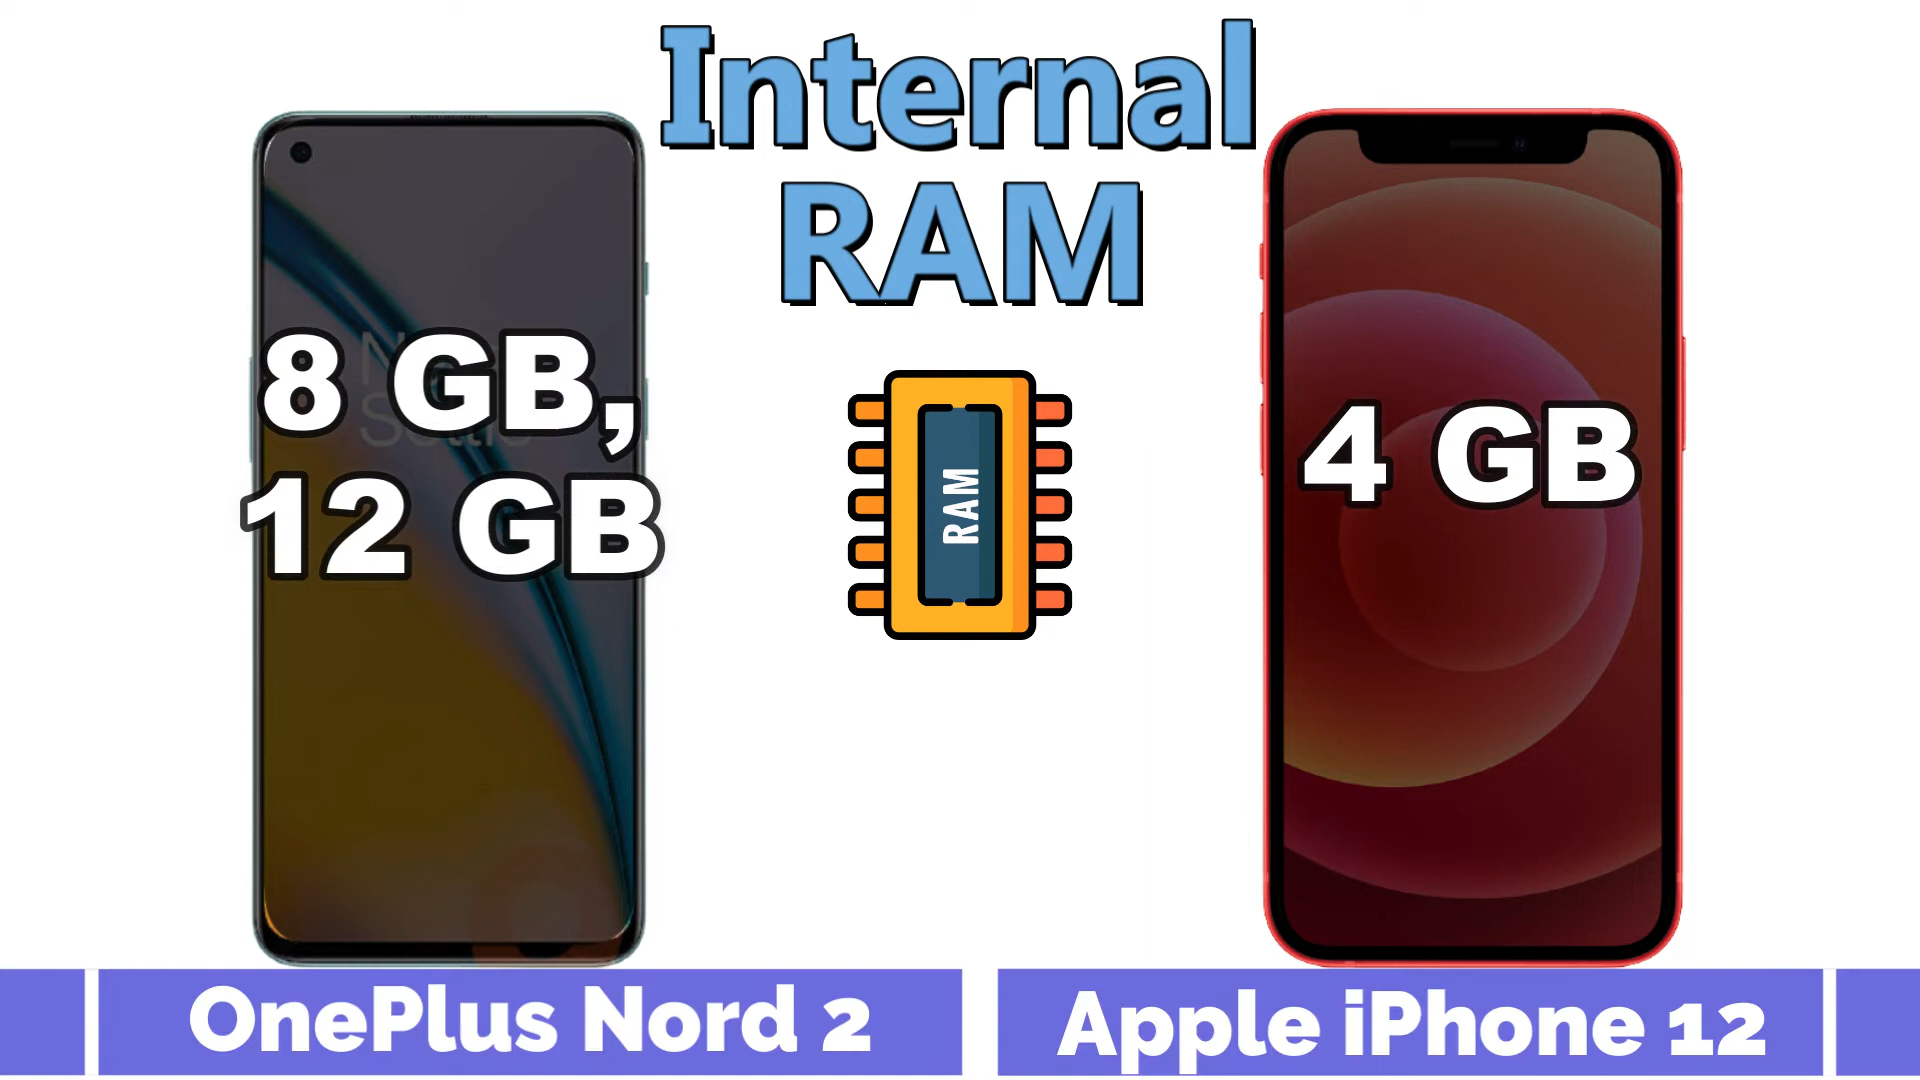 Internal
RAM
8 GB,
12 GB
RAM
4 GB
OnePlus Nord 2
Apple iPhone 12